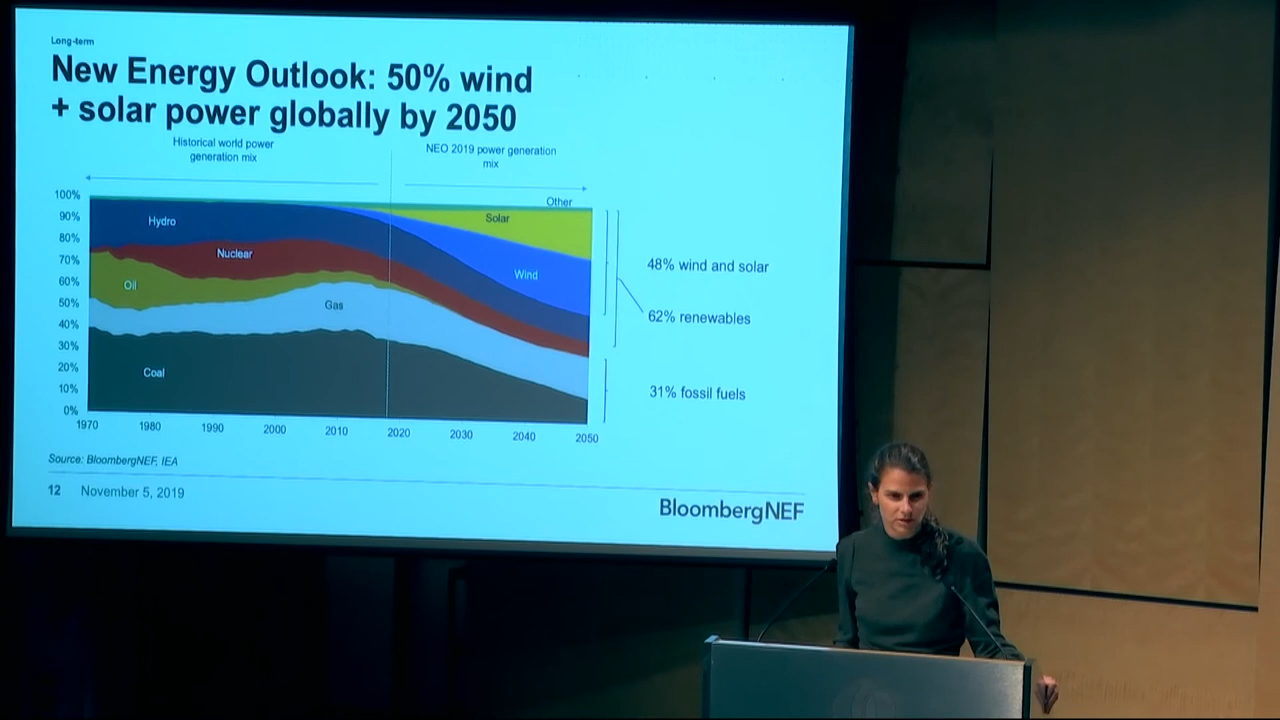 Long-term
New Energy Outlook: 50% wind
+ solar power globally by 2050
Historical world power
generation mix
NEO 2019 power generation
mix
100%
90%
80%
70%
60%
50%
40%
30%
20%
10%
0%
Other
Solar
Hydro
Nuclear
Wind
Oil
Gas
Coal
48% wind and solar
62% renewables
31% fossil fuels
1970
1980
1990
2000
2010
2020
2030
2040
2050
Source: BloombergNEF, IEA
12 November 5, 2019
BloombergNEF